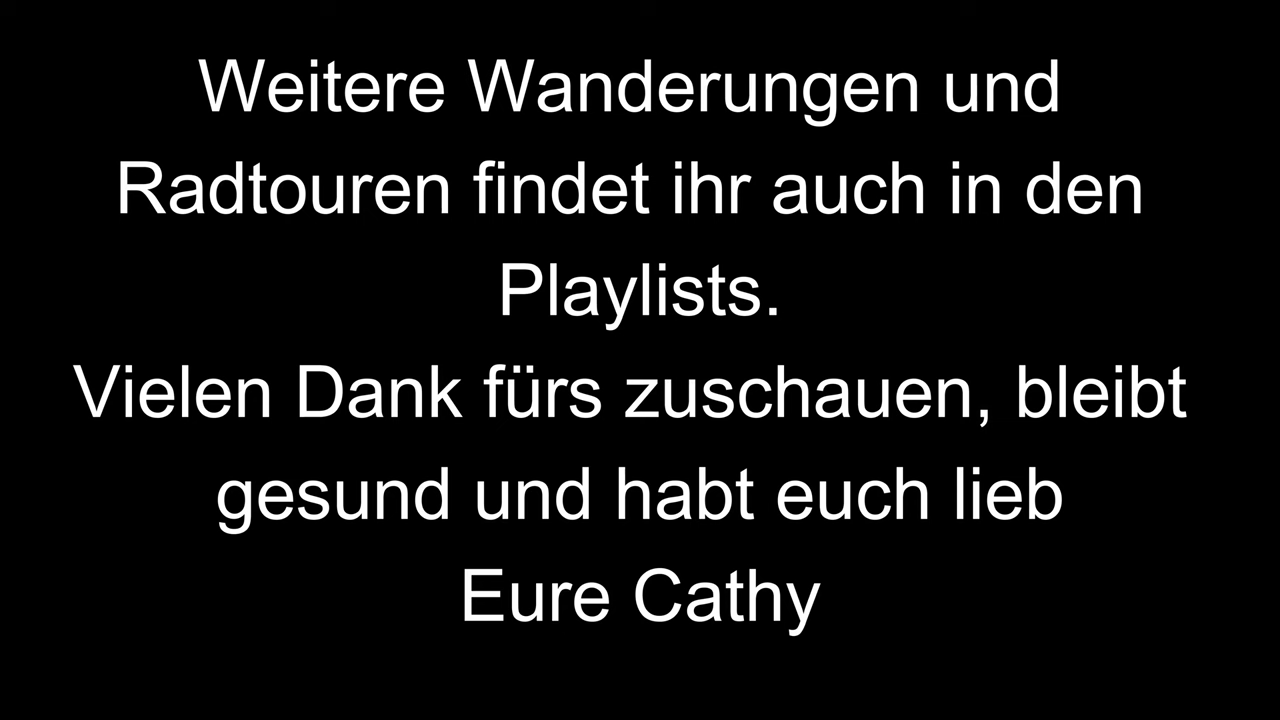 Weitere Wanderungen und
Radtouren findet ihr auch in den
Playlists.
Vielen Dank fürs zuschauen, bleibt
gesund und habt euch lieb
Eure Cathy